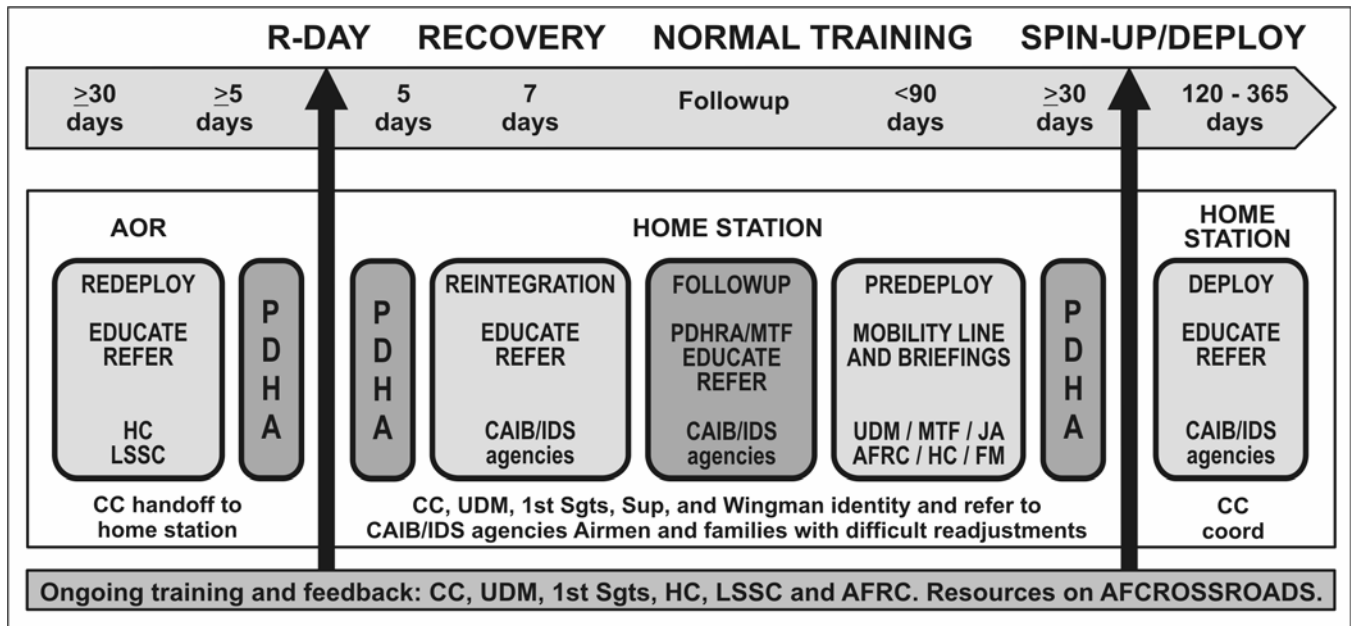 R-DAY RECOVERY NORMAL TRAINING SPIN-UP/DEPLOY
≥30
days
≥5
days
5
days
7
days
Followup
<90
days
≥30
days
120 - 365
days
AOR
HOME STATION
HOME
STATION
REDEPLOY
EDUCATE
REFER
HC
LSSC
P
D
H
A
P
D
H
A
REINTEGRATION
EDUCATE
REFER
CAIB/IDS
agencies
FOLLOWUP
PDHRA/MTF
EDUCATE
REFER
CAIB/IDS
agencies
PREDEPLOY
MOBILITY LINE
AND BRIEFINGS
UDM / MTF / JA
AFRC / HC / FM
P
D
H
A
DEPLOY
EDUCATE
REFER
CAIB/IDS
agencies
CC handoff to
home station
CC, UDM, 1st Sgts, Sup, and Wingman identity and refer to
CAIB/IDS agencies Airmen and families with difficult readjustments
CC
coord
Ongoing training and feedback: CC, UDM, 1st Sgts, HC, LSSC and AFRC. Resources on AFCROSSROADS.